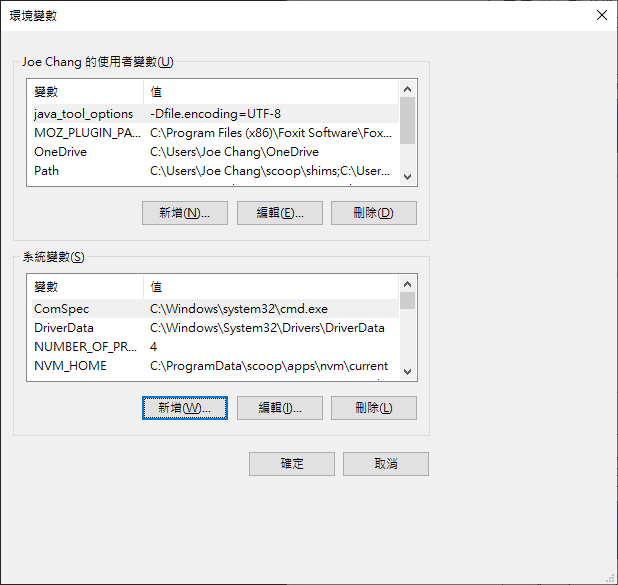 環境變數
Joe Chang 的使用者變數(U)
變數 值
java_tool_options -Dfile.encoding=UTF-8
MOZ_PLUGIN_PA... C:\Program Files (x86)\Foxit Software\Fox...
OneDrive C:\Users\Joe Chang\OneDrive
Path C:\Users\Joe Chang\scoop\shims;C:\User...
新增(N)... 編輯(E)... 刪除(D)
系統變數(S)
變數 值
ComSpec C:\Windows\system32\cmd.exe
DriverData C:\Windows\System32\Drivers\DriverData
NUMBER_OF_PR... 4
NVM_HOME C:\ProgramData\scoop\apps\nvm\current
新增(W)... 編輯(I)... 刪除(L)
確定 取消